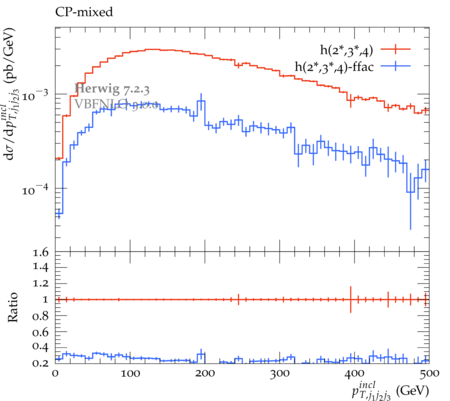 CP-mixed
h(2*,3*,4)
h(2*,3*,4)-ffac
Herwig 7.2.3
dσ/dp_{T,j1j2j3}^{incl} (pb/GeV)
10^{-3}
10^{-4}
Ratio
1.6
1.4
1.2
1
0.8
0.6
0.4
0.2
0 100 200 300 400 500
p_{T,j1j2j3}^{incl} (GeV)